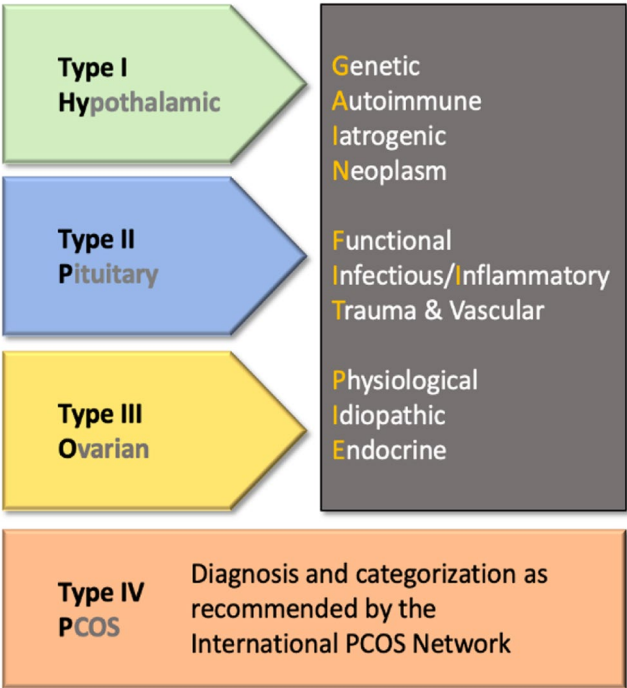 Type I
Hypothalamic
Type II
Pituitary
Type III
Ovarian
Genetic
Autoimmune
Iatrogenic
Neoplasm
Functional
Infectious/Inflammatory
Trauma & Vascular
Physiological
Idiopathic
Endocrine
Type IV
PCOS
Diagnosis and categorization as
recommended by the
International PCOS Network